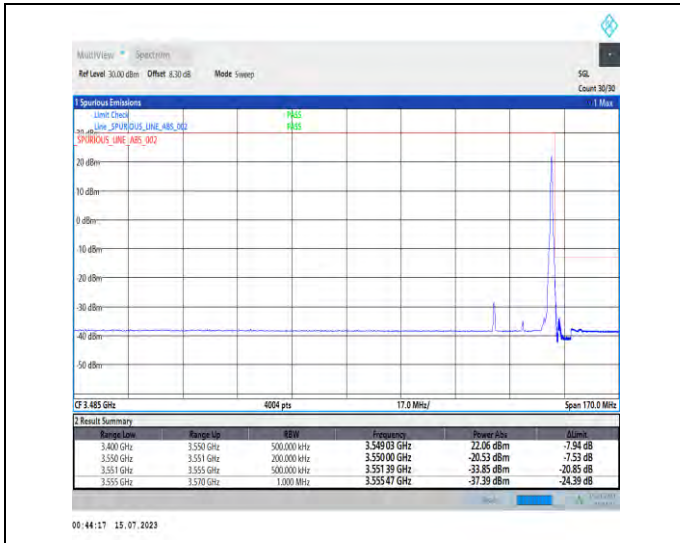 MultiView Spectrum
Ref Level 30.00 dBm Offset 8.30 dB Mode Sweep SGL
Count 30/30
1 Spurious Emissions 1 Max
Limit Check PASS
Line _SPURIOUS_LINE_ABS_002 PASS
_SPURIOUS_LINE_ABS_002
20 dBm
10 dBm
0 dBm
-10 dBm
-20 dBm
-30 dBm
-40 dBm
-50 dBm
CF 3.485 GHz 4004 pts 17.0 MHz/ Span 170.0 MHz
2 Result Summary
Range Low Range Up RBW Frequency Power Abs ΔLimit
3.400 GHz 3.550 GHz 500.000 kHz 3.549 03 GHz 22.06 dBm -7.94 dB
3.550 GHz 3.551 GHz 200.000 kHz 3.550 00 GHz -20.53 dBm -7.53 dB
3.551 GHz 3.555 GHz 500.000 kHz 3.551 39 GHz -33.85 dBm -20.85 dB
3.555 GHz 3.570 GHz 1.000 MHz 3.555 47 GHz -37.39 dBm -24.39 dB
00:44:17 15.07.2023